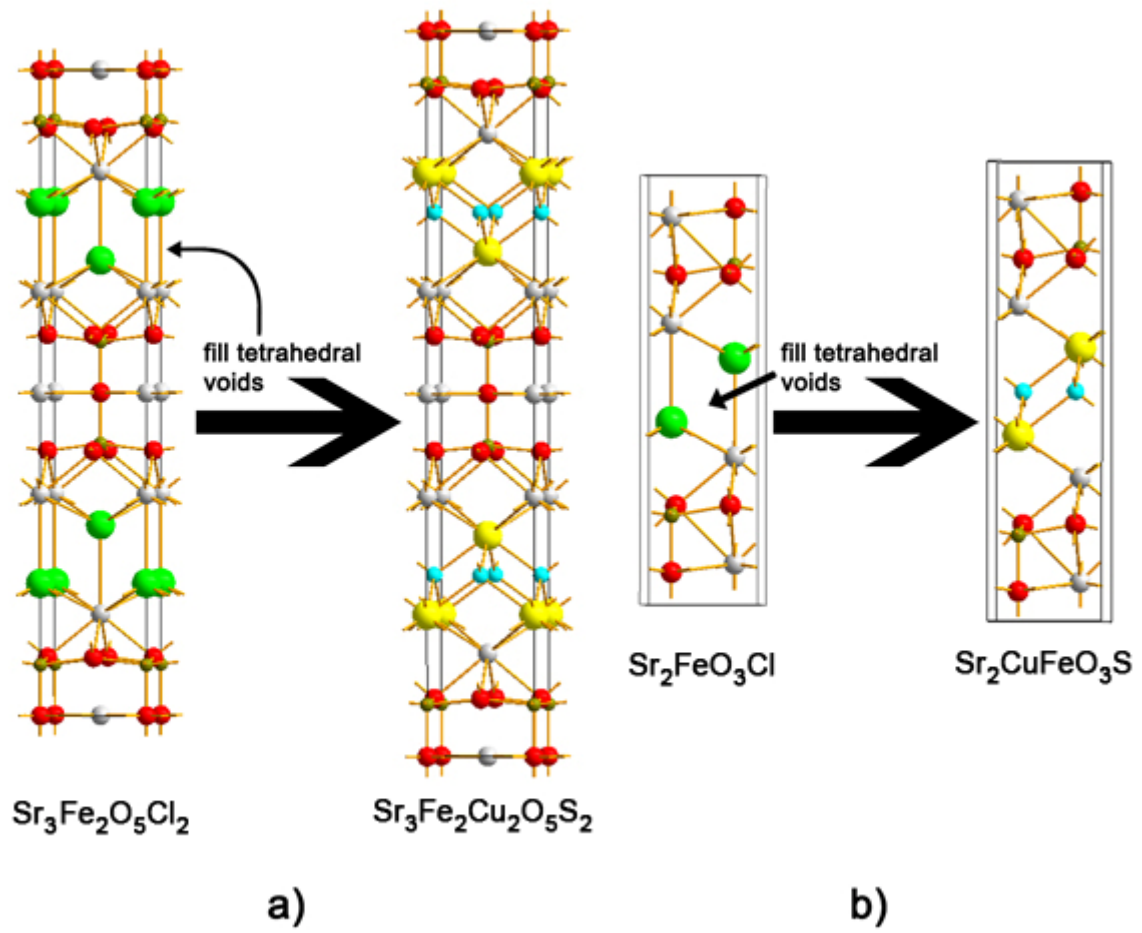 fill tetrahedral
voids
fill tetrahedral
voids
Sr₃Fe₂O₅Cl₂
Sr₃Fe₂Cu₂O₅S₂
Sr₂FeO₃Cl
Sr₂CuFeO₃S
a)
b)